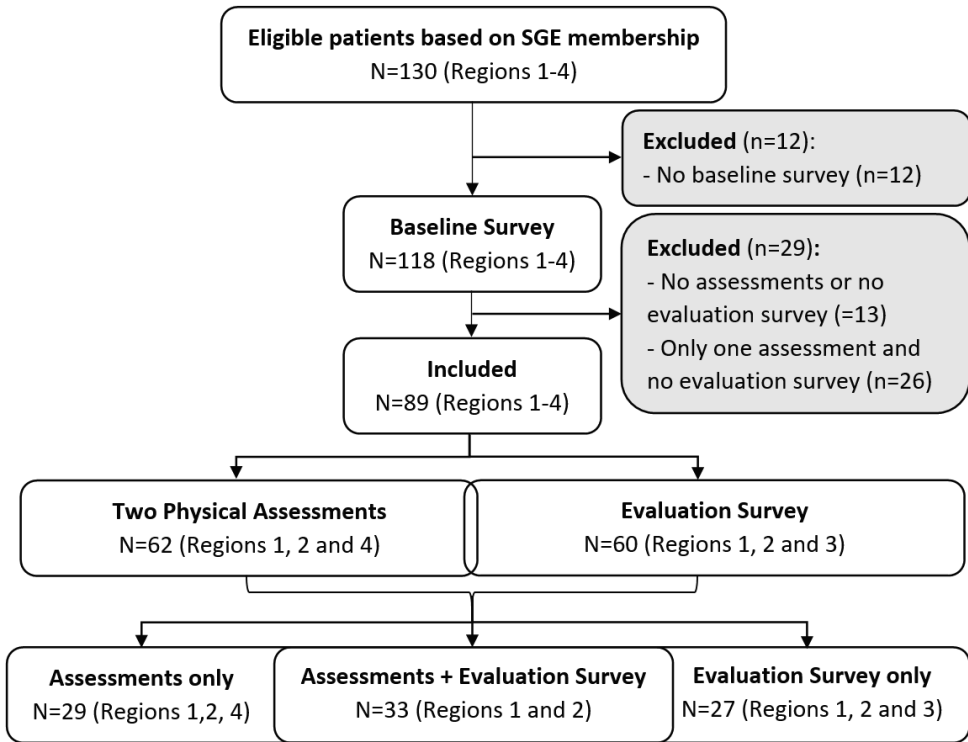 Eligible patients based on SGE membership
N=130 (Regions 1-4)
Excluded (n=12):
- No baseline survey (n=12)
Baseline Survey
N=118 (Regions 1-4)
Excluded (n=29):
- No assessments or no
evaluation survey (=13)
- Only one assessment and
no evaluation survey (n=26)
Included
N=89 (Regions 1-4)
Two Physical Assessments
N=62 (Regions 1, 2 and 4)
Evaluation Survey
N=60 (Regions 1, 2 and 3)
Assessments only
N=29 (Regions 1,2, 4)
Assessments + Evaluation Survey
N=33 (Regions 1 and 2)
Evaluation Survey only
N=27 (Regions 1, 2 and 3)